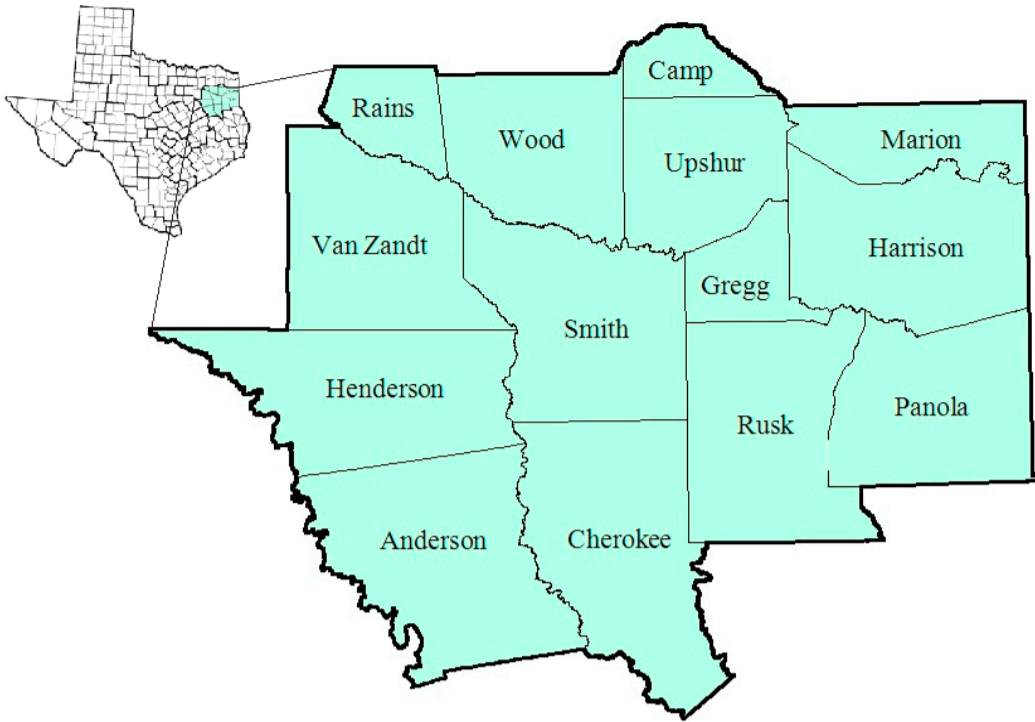 Camp
Rains
Wood
Marion
Upshur
Van Zandt
Harrison
Gregg
Smith
Henderson
Panola
Rusk
Anderson
Cherokee